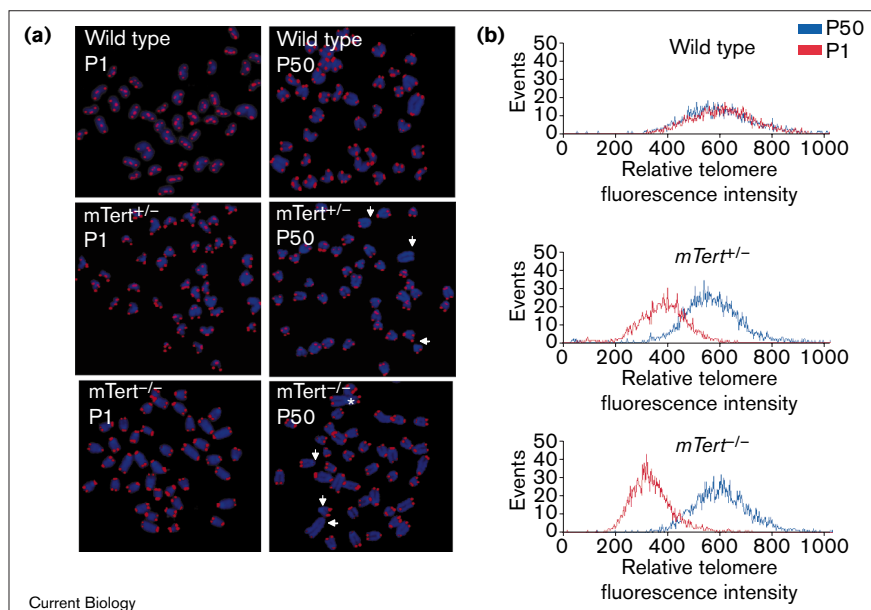 (a)
Wild type
P1
Wild type
P50
mTert+/−
P1
mTert+/−
P50
mTert−/−
P1
mTert−/−
P50
*
(b)
P50
P1
Wild type
Events
50
40
30
20
10
0
0 200 400 600 800 1000
Relative telomere
fluorescence intensity
mTert+/−
Events
50
40
30
20
10
0
0 200 400 600 800 1000
Relative telomere
fluorescence intensity
mTert−/−
Events
50
40
30
20
10
0
0 200 400 600 800 1000
Relative telomere
fluorescence intensity
Current Biology